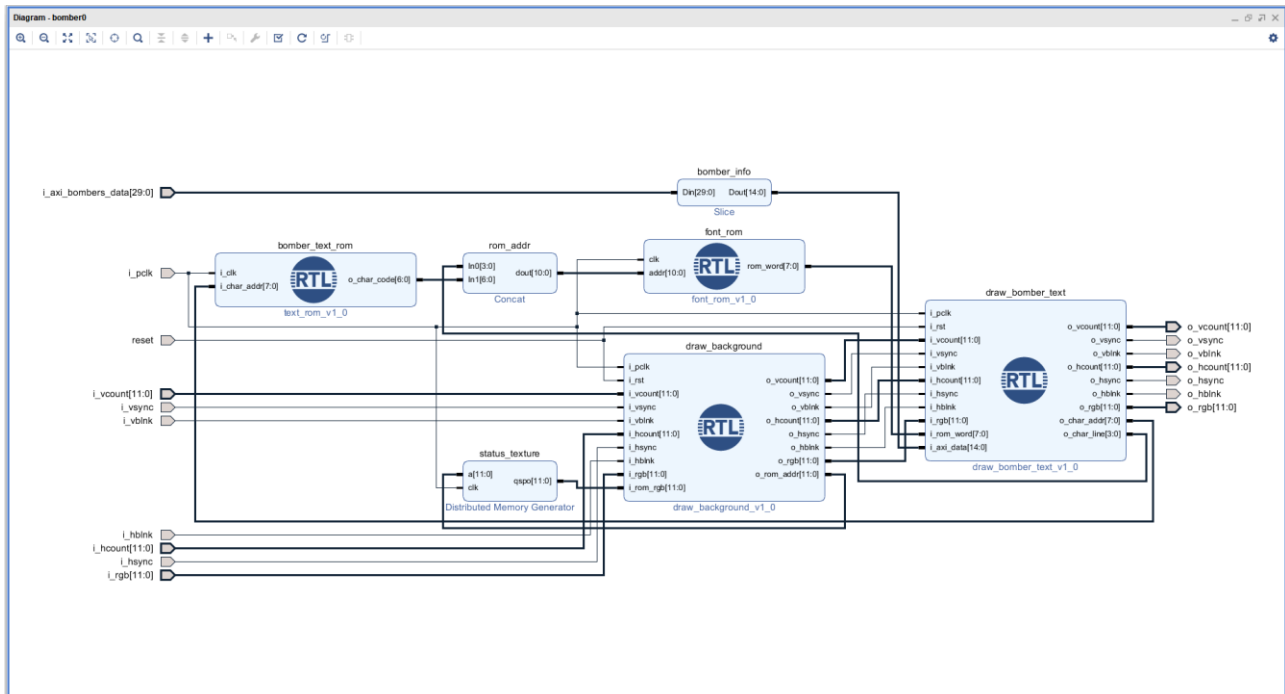 Diagram - bomber0
i_axi_bombers_data[29:0]
bomber_info
Din[29:0] Dout[14:0]
Slice
bomber_text_rom
i_clk
i_char_addr[7:0]
o_char_code[6:0]
RTL
text_rom_v1_0
rom_addr
In0[3:0]
In1[6:0]
dout[10:0]
Concat
font_rom
clk
addr[10:0]
rom_word[7:0]
RTL
font_rom_v1_0
i_pclk
reset
i_vcount[11:0]
i_vsync
i_vblnk
i_hblnk
i_hcount[11:0]
i_hsync
i_rgb[11:0]
status_texture
a[11:0]
clk
qspo[11:0]
Distributed Memory Generator
draw_background
i_pclk
i_rst
i_vcount[11:0]
i_vsync
i_vblnk
i_hcount[11:0]
i_hsync
i_hblnk
i_rgb[11:0]
i_rom_rgb[11:0]
RTL
o_vcount[11:0]
o_vsync
o_vblnk
o_hcount[11:0]
o_hsync
o_hblnk
o_rgb[11:0]
o_rom_addr[11:0]
draw_background_v1_0
draw_bomber_text
i_pclk
i_rst
i_vcount[11:0]
i_vsync
i_vblnk
i_hcount[11:0]
i_hsync
i_hblnk
i_rgb[11:0]
i_rom_word[7:0]
i_axi_data[14:0]
RTL
o_vcount[11:0]
o_vsync
o_vblnk
o_hcount[11:0]
o_hsync
o_hblnk
o_rgb[11:0]
o_char_addr[7:0]
o_char_line[3:0]
draw_bomber_text_v1_0
o_vcount[11:0]
o_vsync
o_vblnk
o_hcount[11:0]
o_hsync
o_hblnk
o_rgb[11:0]